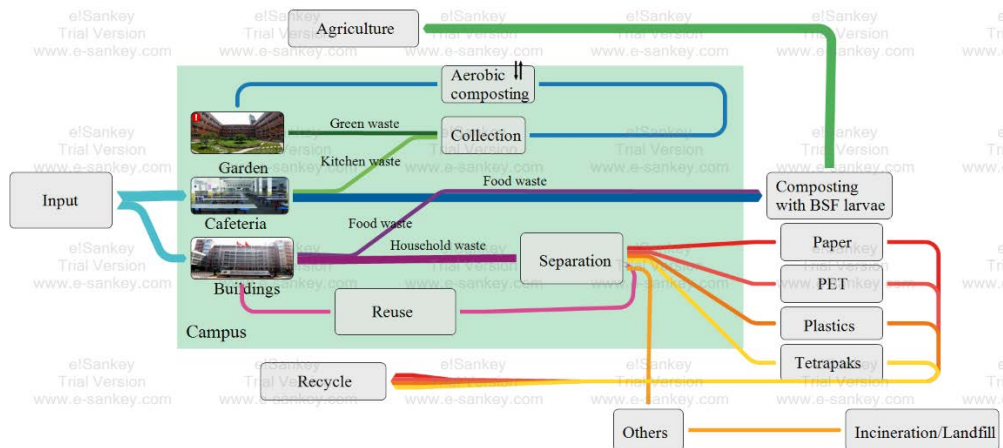 Agriculture
Aerobic
composting
Green waste
Collection
Kitchen waste
Garden
Food waste
Input
Cafeteria
Composting
with BSF larvae
Food waste
Household waste
Separation
Paper
Buildings
PET
Reuse
Plastics
Campus
Tetrapaks
Recycle
Others
Incineration/Landfill
e!Sankey
Trial Version
www.e-sankey.com